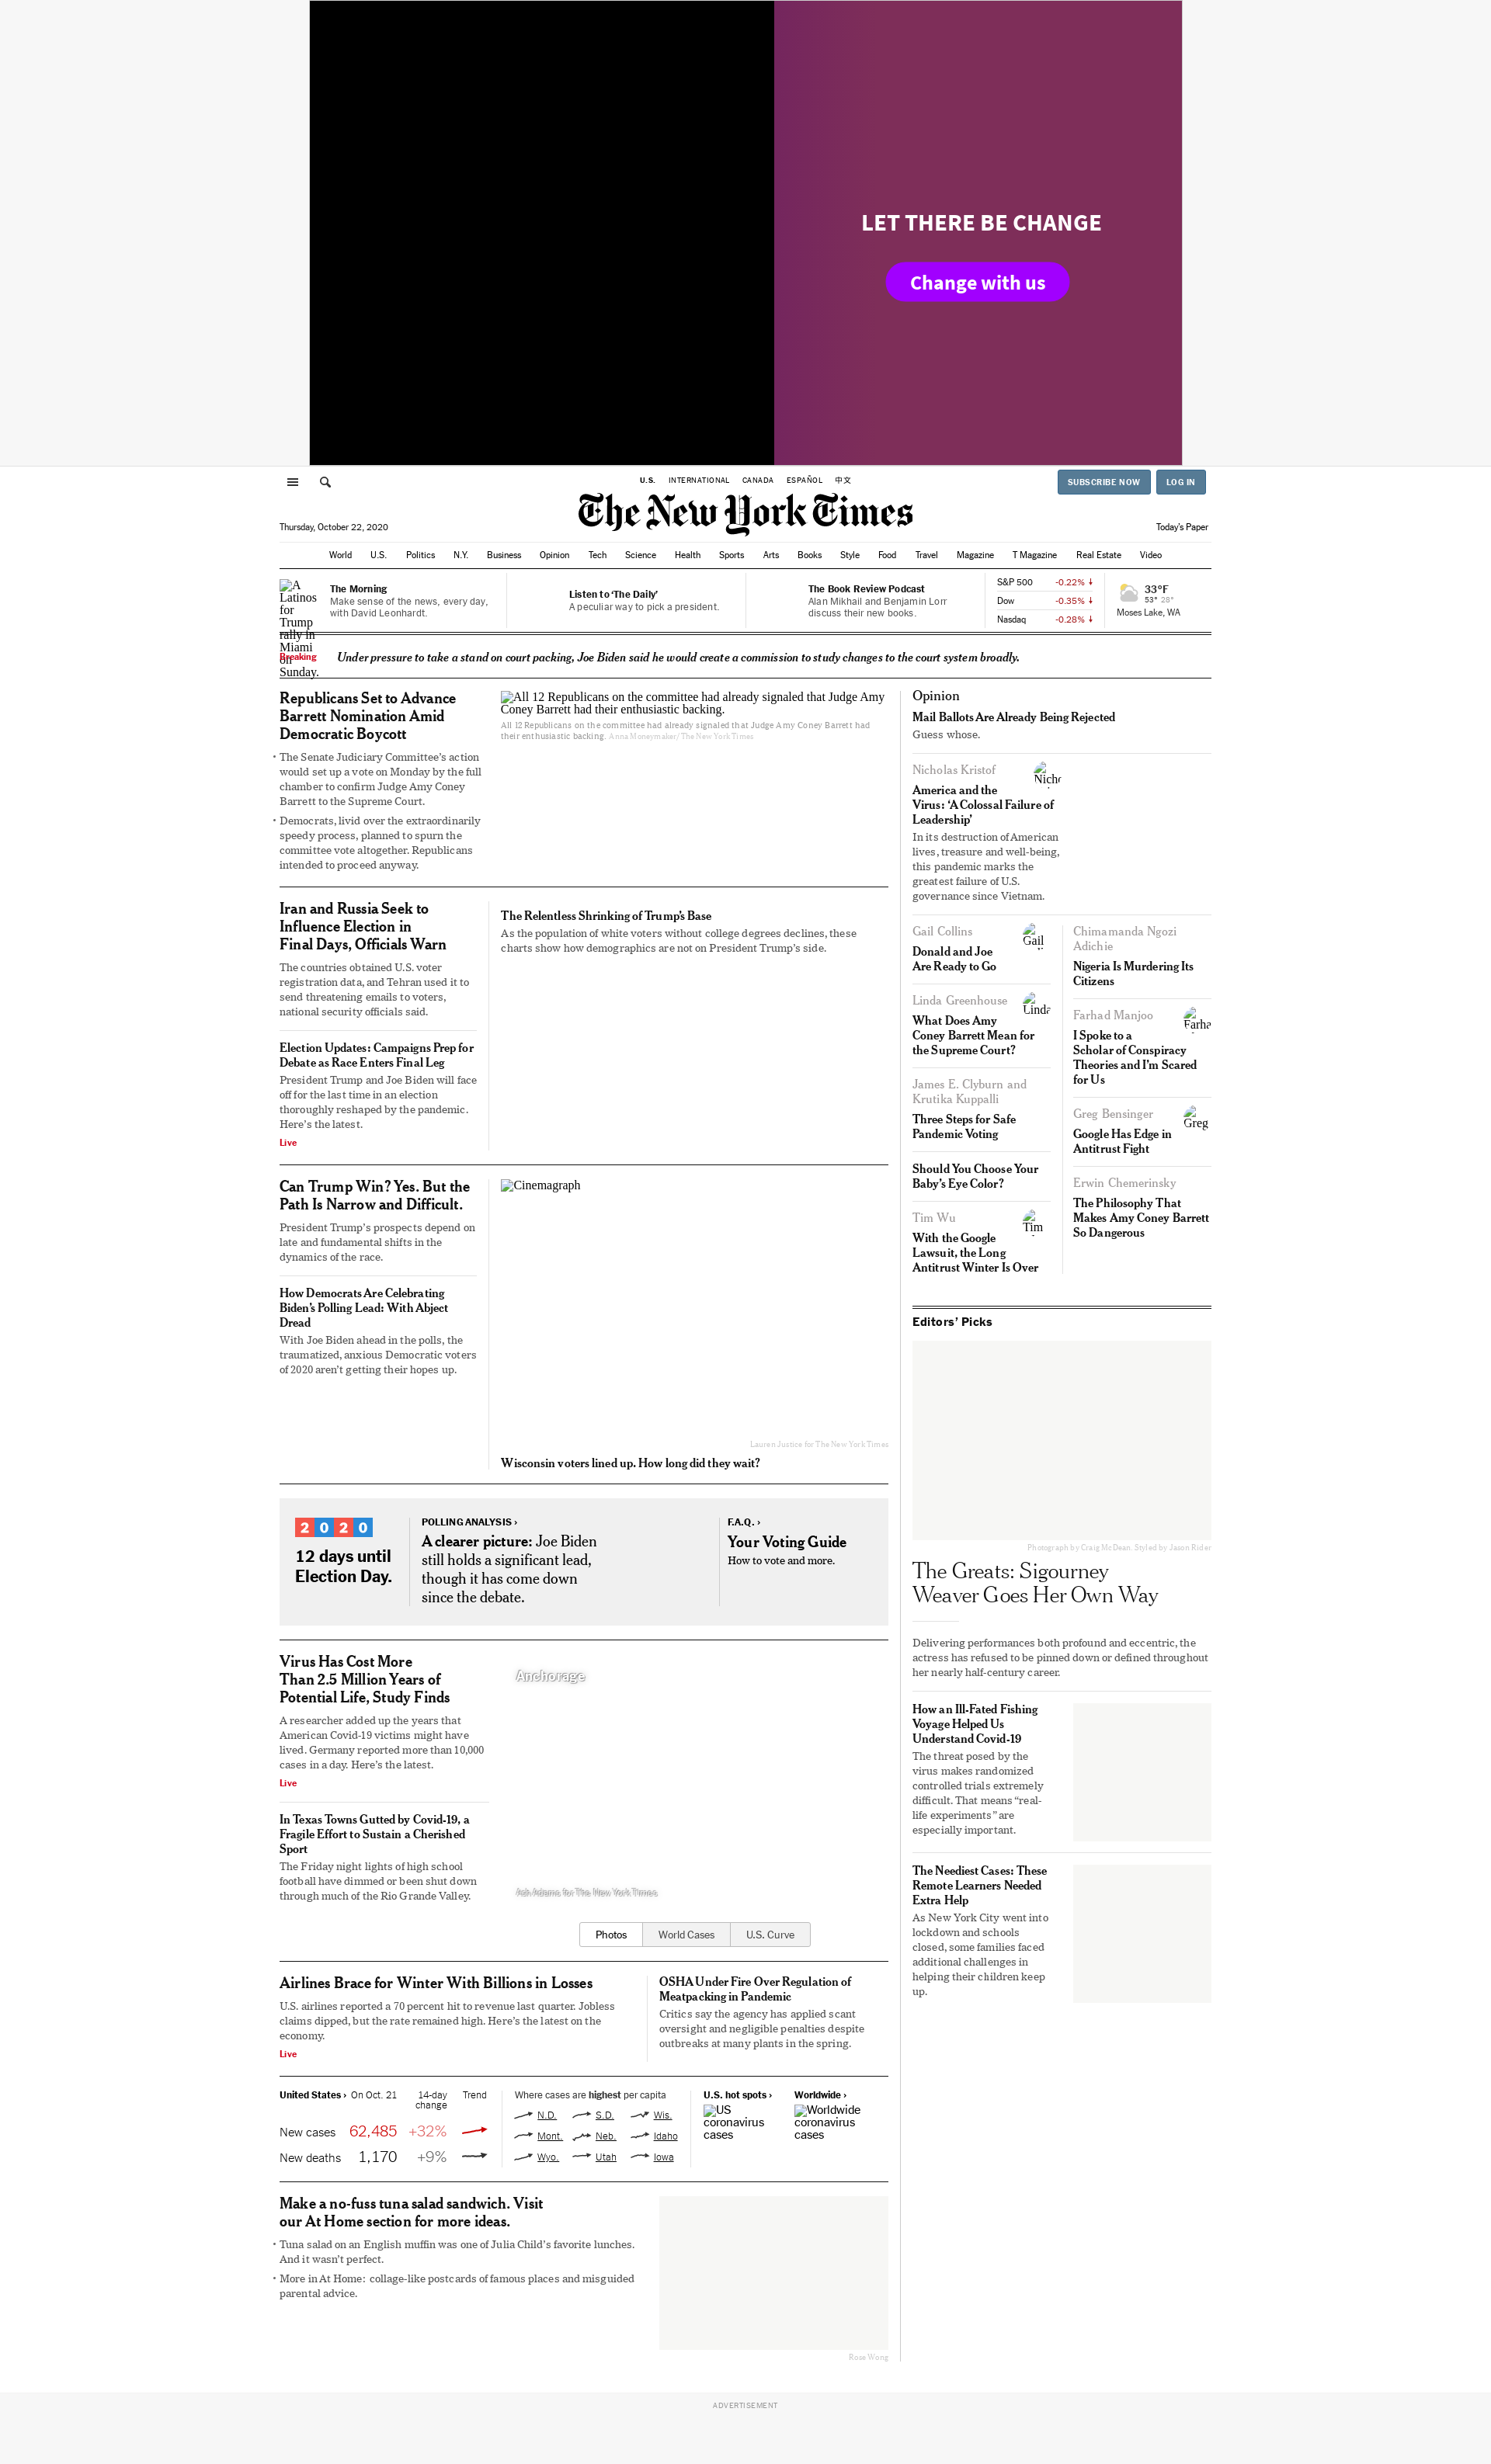 LET THERE BE CHANGE
Change with us
U.S. INTERNATIONAL CANADA ESPAÑOL 中文
SUBSCRIBE NOW LOG IN
The New York Times
Thursday, October 22, 2020
Today's Paper
World U.S. Politics N.Y. Business Opinion Tech Science Health Sports Arts Books Style Food Travel Magazine T Magazine Real Estate Video
A
Latinos
for
Trump
rally in
Miami
on
Sunday.
The Morning
Make sense of the news, every day,
with David Leonhardt.
Listen to ‘The Daily’
A peculiar way to pick a president.
The Book Review Podcast
Alan Mikhail and Benjamin Lorr
discuss their new books.
S&P 500 -0.22%
Dow -0.35%
Nasdaq -0.28%
33°F
53° 28°
Moses Lake, WA
Breaking
Under pressure to take a stand on court packing, Joe Biden said he would create a commission to study changes to the court system broadly.
Republicans Set to Advance
Barrett Nomination Amid
Democratic Boycott
• The Senate Judiciary Committee’s action
would set up a vote on Monday by the full
chamber to confirm Judge Amy Coney
Barrett to the Supreme Court.
• Democrats, livid over the extraordinarily
speedy process, planned to spurn the
committee vote altogether. Republicans
intended to proceed anyway.
All 12 Republicans on the committee had already signaled that Judge Amy
Coney Barrett had their enthusiastic backing.
All 12 Republicans on the committee had already signaled that Judge Amy Coney Barrett had
their enthusiastic backing. Anna Moneymaker/The New York Times
Iran and Russia Seek to
Influence Election in
Final Days, Officials Warn
The countries obtained U.S. voter
registration data, and Tehran used it to
send threatening emails to voters,
national security officials said.
Election Updates: Campaigns Prep for
Debate as Race Enters Final Leg
President Trump and Joe Biden will face
off for the last time in an election
thoroughly reshaped by the pandemic.
Here’s the latest.
Live
The Relentless Shrinking of Trump’s Base
As the population of white voters without college degrees declines, these
charts show how demographics are not on President Trump’s side.
Can Trump Win? Yes. But the
Path Is Narrow and Difficult.
President Trump’s prospects depend on
late and fundamental shifts in the
dynamics of the race.
How Democrats Are Celebrating
Biden’s Polling Lead: With Abject
Dread
With Joe Biden ahead in the polls, the
traumatized, anxious Democratic voters
of 2020 aren’t getting their hopes up.
Cinemagraph
Lauren Justice for The New York Times
Wisconsin voters lined up. How long did they wait?
2020
12 days until
Election Day.
POLLING ANALYSIS ›
A clearer picture: Joe Biden
still holds a significant lead,
though it has come down
since the debate.
F.A.Q. ›
Your Voting Guide
How to vote and more.
Virus Has Cost More
Than 2.5 Million Years of
Potential Life, Study Finds
A researcher added up the years that
American Covid-19 victims might have
lived. Germany reported more than 10,000
cases in a day. Here’s the latest.
Live
In Texas Towns Gutted by Covid-19, a
Fragile Effort to Sustain a Cherished
Sport
The Friday night lights of high school
football have dimmed or been shut down
through much of the Rio Grande Valley.
Anchorage
Ash Adams for The New York Times
Photos World Cases U.S. Curve
Airlines Brace for Winter With Billions in Losses
U.S. airlines reported a 70 percent hit to revenue last quarter. Jobless
claims dipped, but the rate remained high. Here’s the latest on the
economy.
Live
OSHA Under Fire Over Regulation of
Meatpacking in Pandemic
Critics say the agency has applied scant
oversight and negligible penalties despite
outbreaks at many plants in the spring.
United States › On Oct. 21 14-day
change Trend
New cases 62,485 +32%
New deaths 1,170 +9%
Where cases are highest per capita
N.D. S.D. Wis.
Mont. Neb. Idaho
Wyo. Utah Iowa
U.S. hot spots ›
US
coronavirus
cases
Worldwide ›
Worldwide
coronavirus
cases
Make a no-fuss tuna salad sandwich. Visit
our At Home section for more ideas.
• Tuna salad on an English muffin was one of Julia Child’s favorite lunches.
And it wasn’t perfect.
• More in At Home: collage-like postcards of famous places and misguided
parental advice.
Rose Wong
Opinion
Mail Ballots Are Already Being Rejected
Guess whose.
Nicholas Kristof
America and the
Virus: ‘A Colossal Failure of
Leadership’
In its destruction of American
lives, treasure and well-being,
this pandemic marks the
greatest failure of U.S.
governance since Vietnam.
Gail Collins
Gail
Donald and Joe
Are Ready to Go
Linda Greenhouse
Linda
What Does Amy
Coney Barrett Mean for
the Supreme Court?
James E. Clyburn and
Krutika Kuppalli
Three Steps for Safe
Pandemic Voting
Should You Choose Your
Baby’s Eye Color?
Tim Wu
Tim
With the Google
Lawsuit, the Long
Antitrust Winter Is Over
Chimamanda Ngozi
Adichie
Nigeria Is Murdering Its
Citizens
Farhad Manjoo
I Spoke to a
Scholar of Conspiracy
Theories and I’m Scared
for Us
Greg Bensinger
Greg
Google Has Edge in
Antitrust Fight
Erwin Chemerinsky
The Philosophy That
Makes Amy Coney Barrett
So Dangerous
Editors’ Picks
Photograph by Craig McDean. Styled by Jason Rider
The Greats: Sigourney
Weaver Goes Her Own Way
Delivering performances both profound and eccentric, the
actress has refused to be pinned down or defined throughout
her nearly half-century career.
How an Ill-Fated Fishing
Voyage Helped Us
Understand Covid-19
The threat posed by the
virus makes randomized
controlled trials extremely
difficult. That means “real-
life experiments” are
especially important.
The Neediest Cases: These
Remote Learners Needed
Extra Help
As New York City went into
lockdown and schools
closed, some families faced
additional challenges in
helping their children keep
up.
ADVERTISEMENT